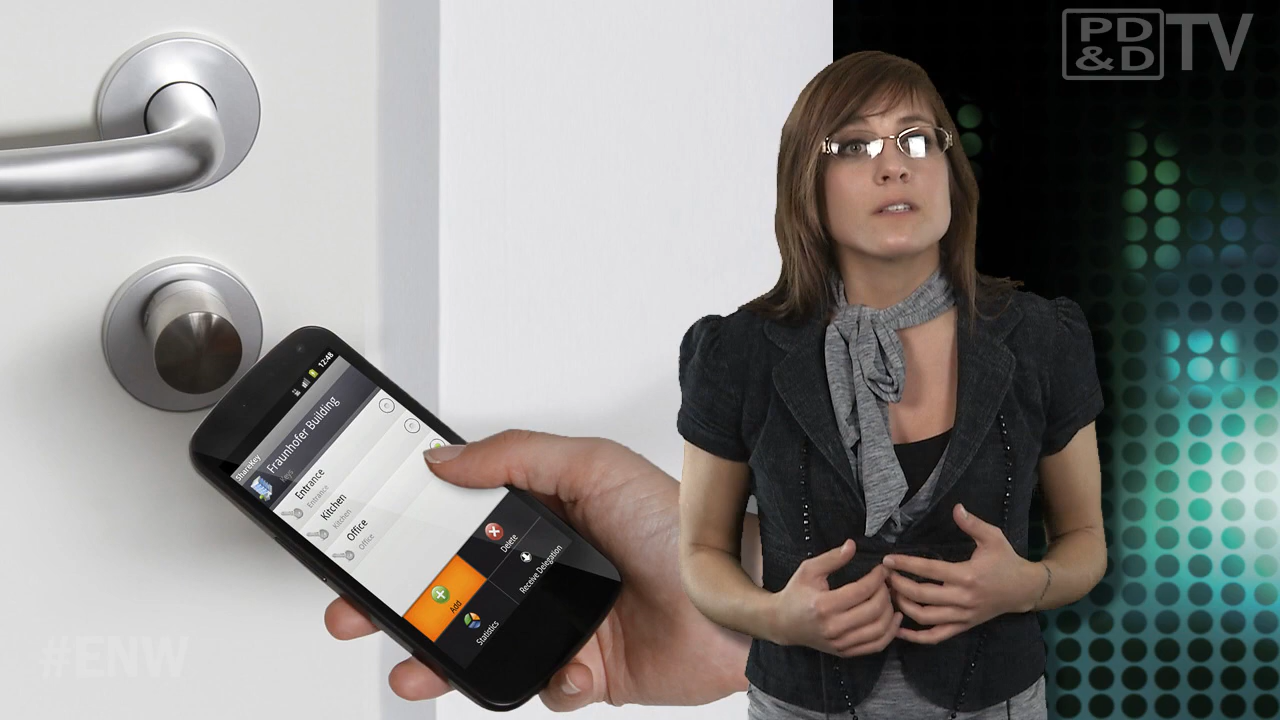 PD
&D TV
12:48
ShareKey
Fraunhofer Building
Keys
Entrance
Entrance
Kitchen
Kitchen
Office
Office
Add
Delete
Statistics
Receive Delegation
#ENW